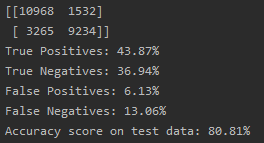 [[10968  1532]
 [ 3265  9234]]
True Positives: 43.87%
True Negatives: 36.94%
False Positives: 6.13%
False Negatives: 13.06%
Accuracy score on test data: 80.81%